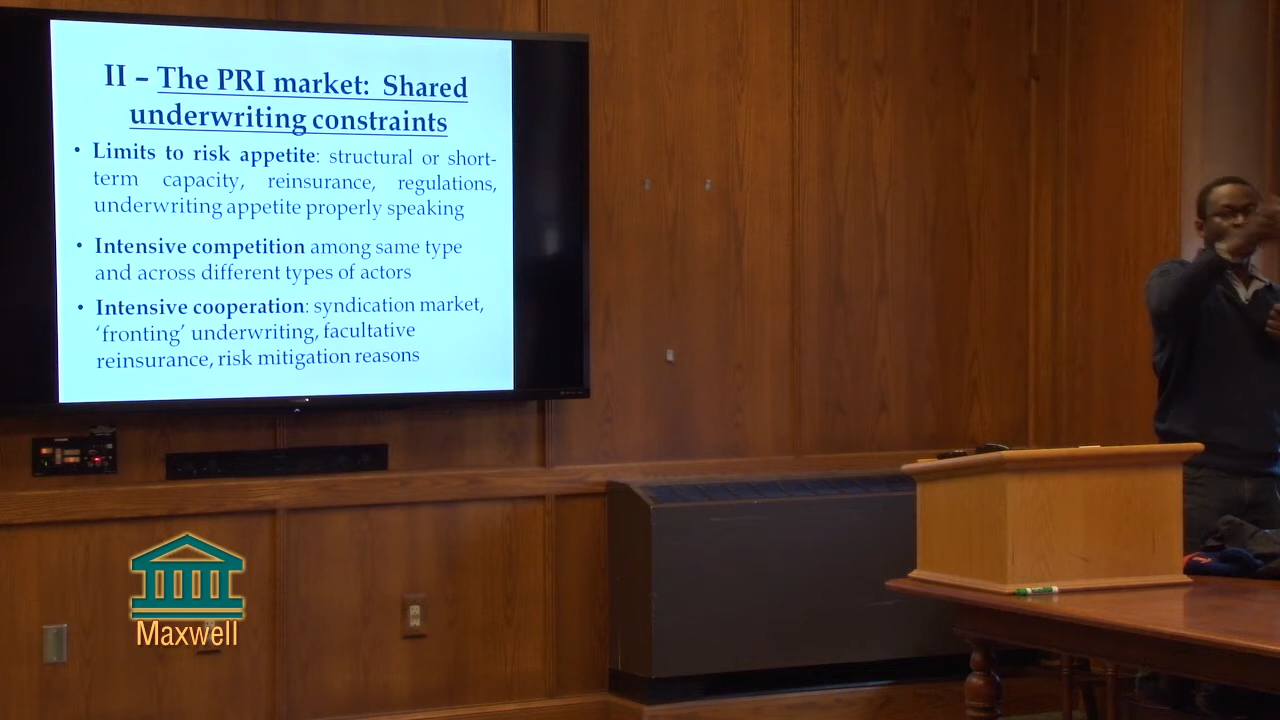 II – The PRI market: Shared
underwriting constraints
• Limits to risk appetite: structural or short-
term capacity, reinsurance, regulations,
underwriting appetite properly speaking
• Intensive competition among same type
and across different types of actors
• Intensive cooperation: syndication market,
‘fronting’ underwriting, facultative
reinsurance, risk mitigation reasons
Maxwell